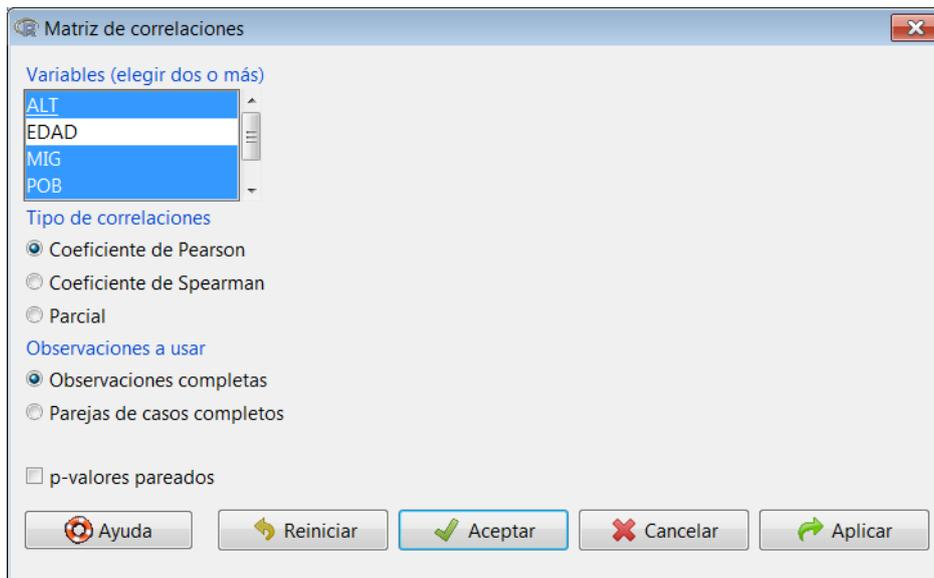 Matriz de correlaciones
Variables (elegir dos o más)
ALT
EDAD
MIG
POB
Tipo de correlaciones
Coeficiente de Pearson
Coeficiente de Spearman
Parcial
Observaciones a usar
Observaciones completas
Parejas de casos completos
p-valores pareados
Ayuda Reiniciar Aceptar Cancelar Aplicar